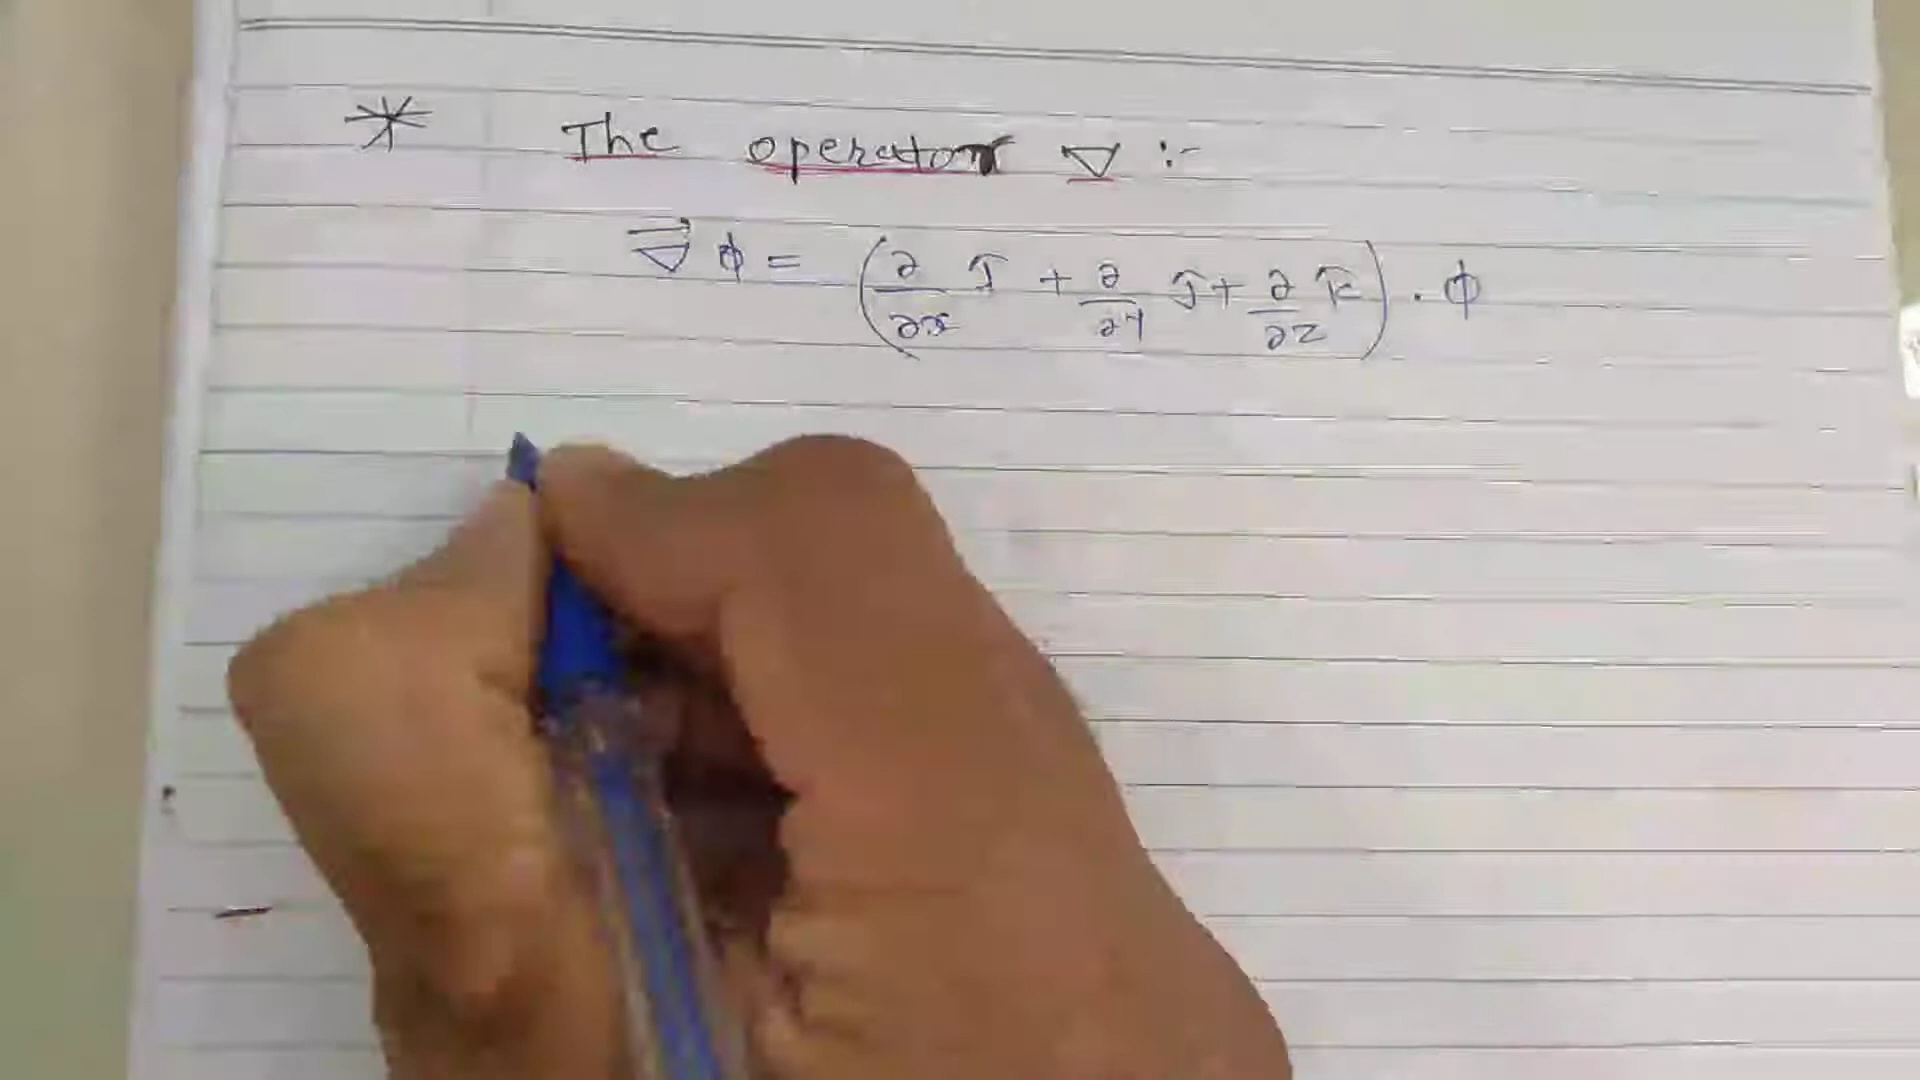 * The operator ∇ :-
∇⃗ ϕ = (∂/∂x î + ∂/∂y ĵ + ∂/∂z k̂) . ϕ